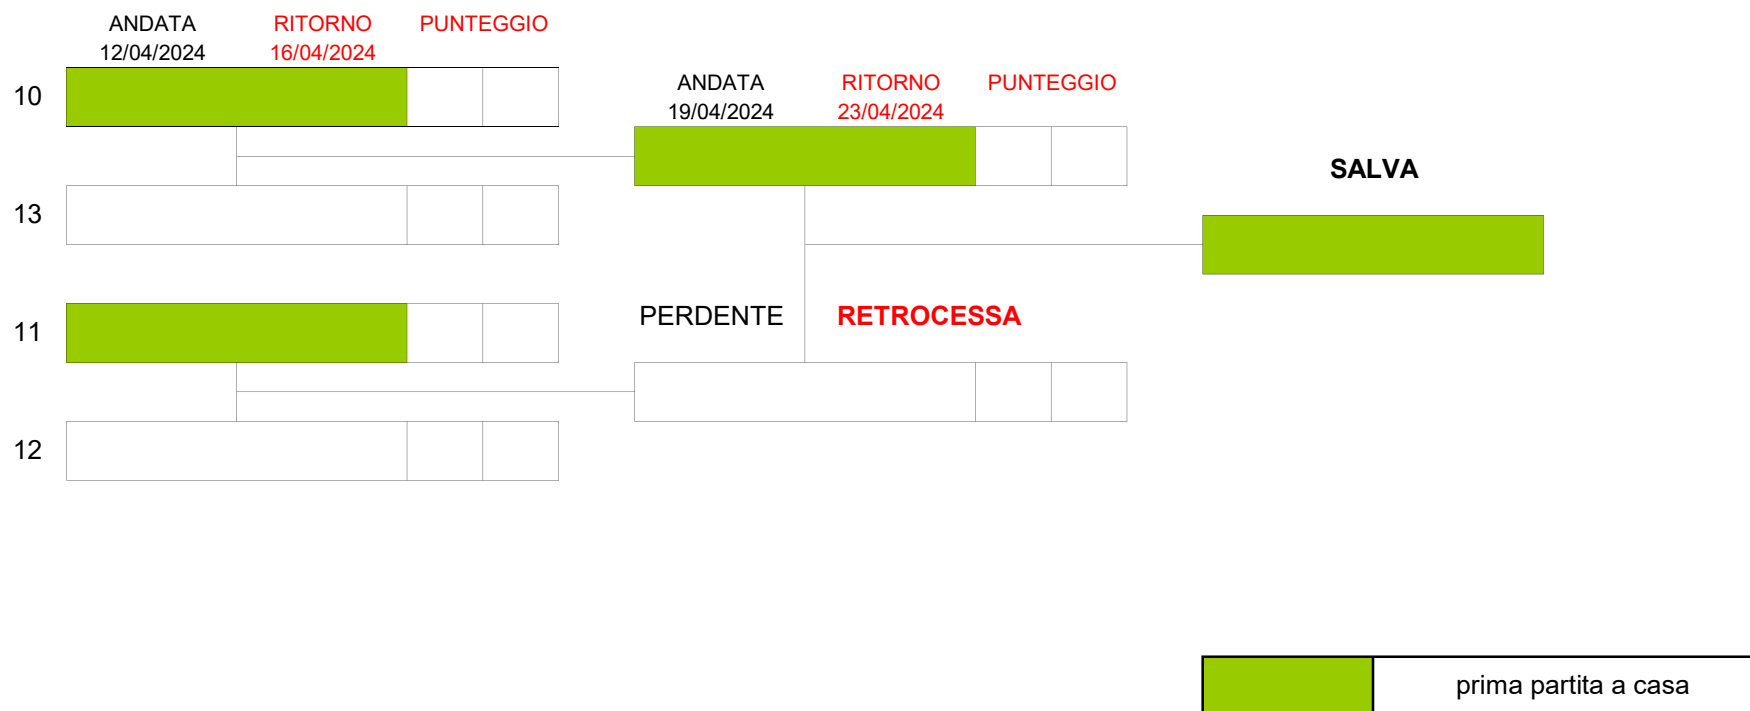 ANDATA RITORNO PUNTEGGIO
12/04/2024 16/04/2024
10
ANDATA RITORNO PUNTEGGIO
19/04/2024 23/04/2024
SALVA
13
11
PERDENTE RETROCESSA
12
prima partita a casa